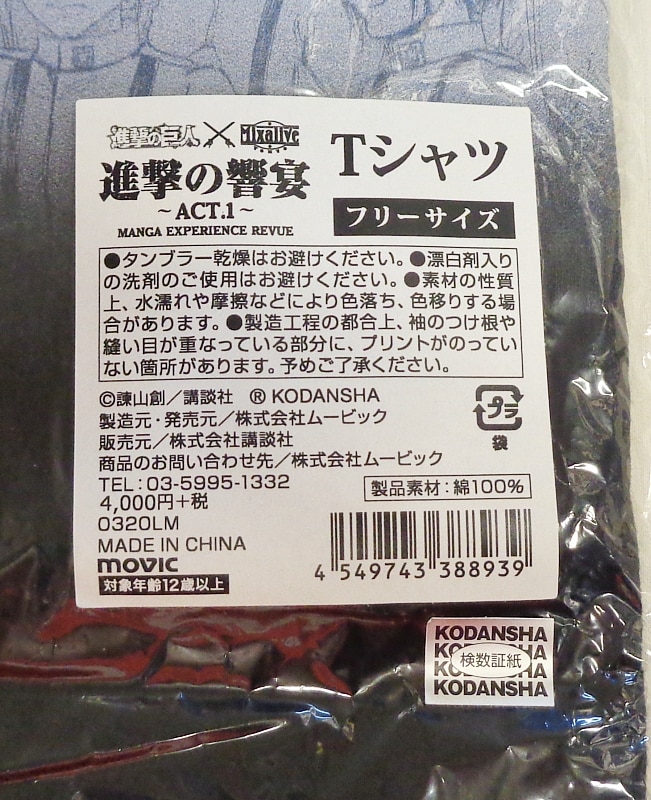 進撃の巨人 × Mixalive
進撃の響宴
～ACT.1～
MANGA EXPERIENCE REVUE
Tシャツ
フリーサイズ
●タンブラー乾燥はお避けください。●漂白剤入り
の洗剤のご使用はお避けください。●素材の性質
上、水濡れや摩擦などにより色落ち、色移りする場
合があります。●製造工程の都合上、袖のつけ根や
縫い目が重なっている部分に、プリントがのってい
ない箇所があります。予めご了承ください。
©諫山創／講談社 ® KODANSHA
製造元・発売元／株式会社ムービック
販売元／株式会社講談社
商品のお問い合わせ先／株式会社ムービック
TEL：03-5995-1332
4,000円＋税
0320LM
MADE IN CHINA
movic
対象年齢12歳以上
プラ
袋
製品素材：綿100％
4 549743 388939
KODANSHA
検数証紙
KODANSHA